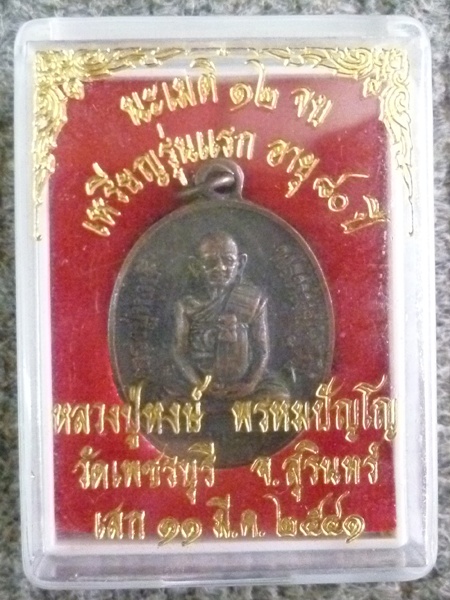 มะเมตติ ๑๒ จบ
เหรียญรุ่นแรก อายุ ๘๐ ปี
หลวงปู่หงษ์ พรหมปัญโญ
วัดเพชรบุรี จ.สุรินทร์
เสก ๑๑ มี.ค. ๒๕๔๑